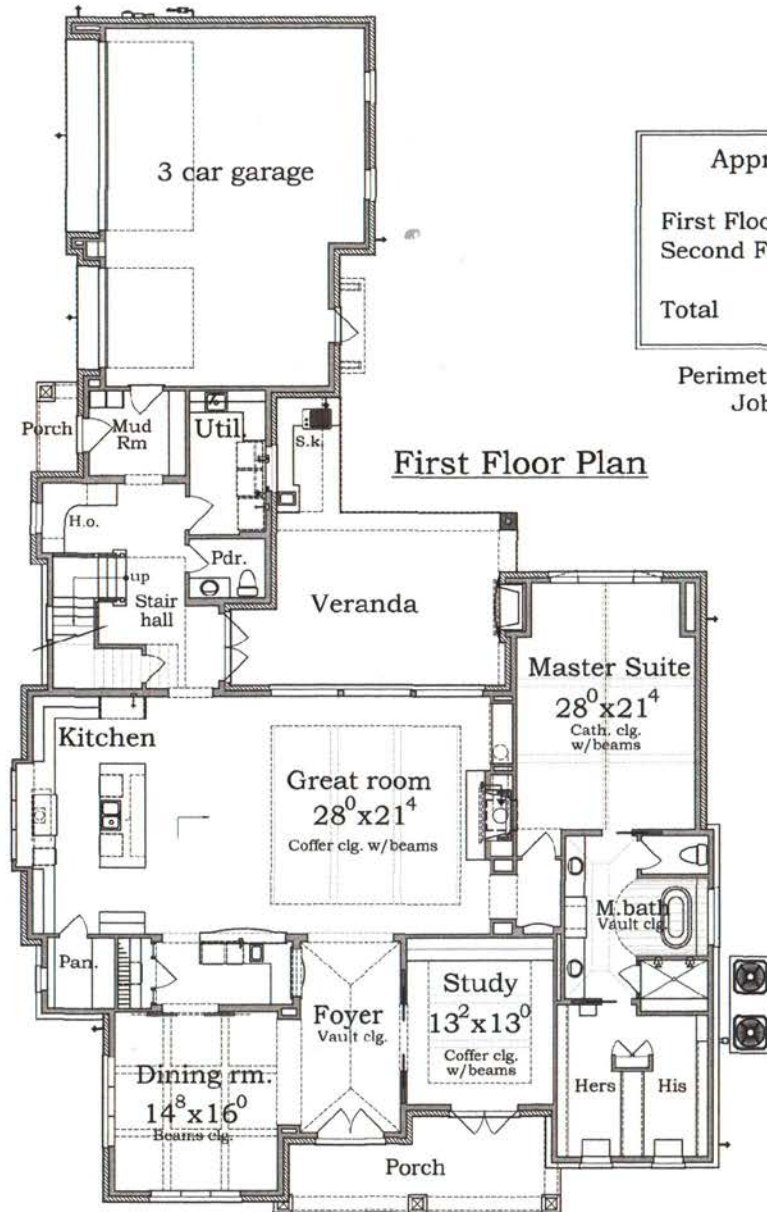 3 car garage
Appr
First Floo
Second F
Total
Perimet
Job
Porch
Mud
Rm
Util.
S.k.
First Floor Plan
H.o.
up
Pdr.
Stair
hall
Veranda
Master Suite
28⁰x21⁴
Cath. clg.
w/beams
Kitchen
Great room
28⁰x21⁴
Coffer clg. w/beams
M.bath
Vault clg.
Pan.
Foyer
Vault clg.
Study
13²x13⁰
Coffer clg.
w/beams
Dining rm.
14⁸x16⁰
Beams clg.
Hers
His
Porch